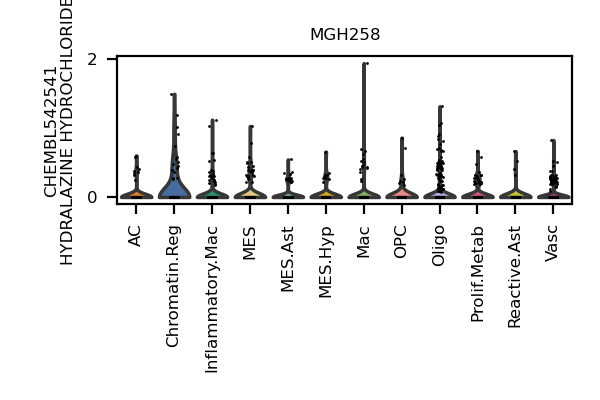 MGH258
CHEMBL542541
HYDRALAZINE HYDROCHLORIDE
2
0
AC
Chromatin.Reg
Inflammatory.Mac
MES
MES.Ast
MES.Hyp
Mac
OPC
Oligo
Prolif.Metab
Reactive.Ast
Vasc